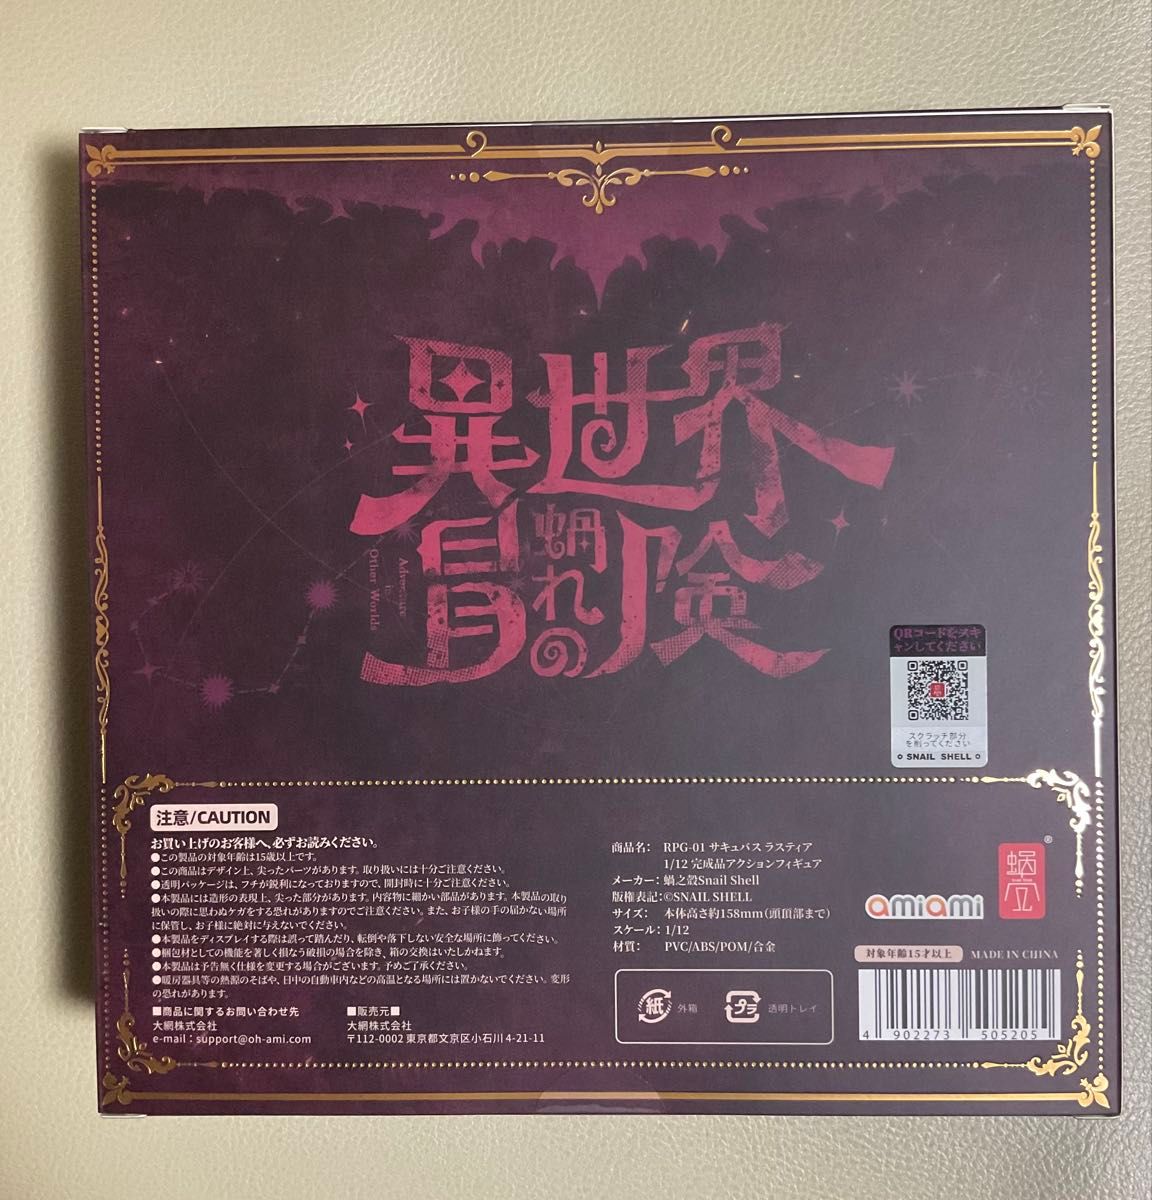 異世界
蝸れの
冒険
Adventure
in
Other Worlds
QRコードをスキ
ャンしてください
スクラッチ部分
を削ってください
SNAIL SHELL
注意/CAUTION
お買い上げのお客様へ、必ずお読みください。
●この製品の対象年齢は15歳以上です。
●この商品はデザイン上、尖ったパーツがあります。取り扱いには十分ご注意ください。
●透明パッケージは、フチが鋭利になっておりますので、開封時に十分ご注意ください。
●本製品には造形の表現上、尖った部分があります。内容物に細かい部品があります。本製品の取り
扱いの際に思わぬケガをする恐れがありますのでご注意ください。また、お子様の手の届かない場所
に保管し、お子様に絶対に与えないでください。
●本製品をディスプレイする際は誤って踏んだり、転倒や落下しない安全な場所に飾ってください。
●梱包材としての機能を著しく損なう破損の場合を除き、箱の交換はいたしかねます。
●本製品は予告無く仕様を変更する場合がございます。予めご了承ください。
●暖房器具等の熱源のそばや、日中の自動車内などの高温となる場所には置かないでください。変形
の恐れがあります。
■商品に関するお問い合わせ先
大網株式会社
e-mail：support@oh-ami.com
■販売元■
大網株式会社
〒112-0002 東京都文京区小石川 4-21-11
商品名： RPG-01 サキュバス ラスティア
1/12 完成品アクションフィギュア
メーカー：蝸之殻Snail Shell
版権表記：©SNAIL SHELL
サイズ： 本体高さ約158mm（頭頂部まで）
スケール：1/12
材質： PVC/ABS/POM/合金
紙 外箱
プラ 透明トレイ
amiami
®
対象年齢15才以上
MADE IN CHINA
4 902273 505205